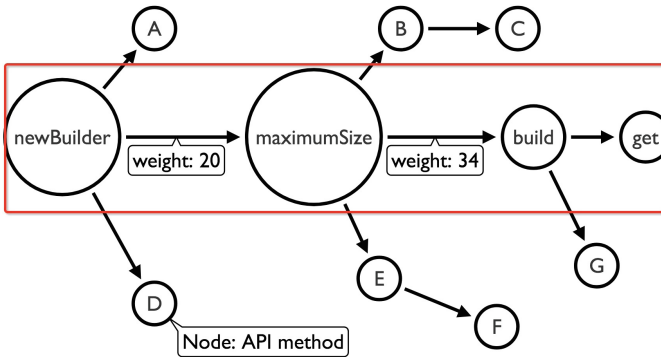 A
B
C
newBuilder
maximumSize
build
get
weight: 20
weight: 34
G
E
D
F
Node: API method